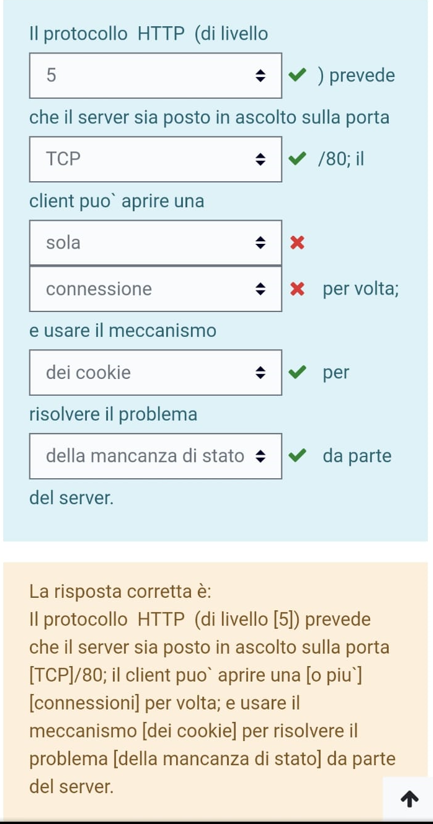 Il protocollo HTTP (di livello
5 ) prevede
che il server sia posto in ascolto sulla porta
TCP /80; il
client puo` aprire una
sola
connessione per volta;
e usare il meccanismo
dei cookie per
risolvere il problema
della mancanza di stato da parte
del server.
La risposta corretta è:
Il protocollo HTTP (di livello [5]) prevede
che il server sia posto in ascolto sulla porta
[TCP]/80; il client puo` aprire una [o piu`]
[connessioni] per volta; e usare il
meccanismo [dei cookie] per risolvere il
problema [della mancanza di stato] da parte
del server.